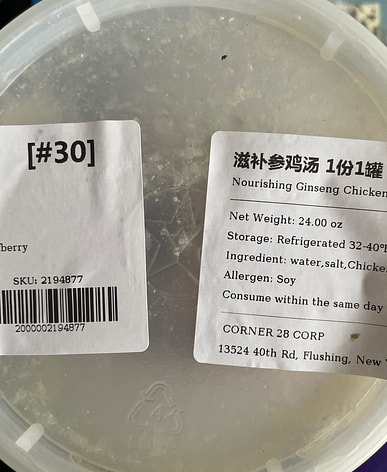 [#30]
berry
SKU: 2194877
2000002194877
滋补参鸡汤 1份1罐
Nourishing Ginseng Chicken
Net Weight: 24.00 oz
Storage: Refrigerated 32-40°F
Ingredient: water,salt,Chicke
Allergen: Soy
Consume within the same day
CORNER 28 CORP
13524 40th Rd, Flushing, New Y